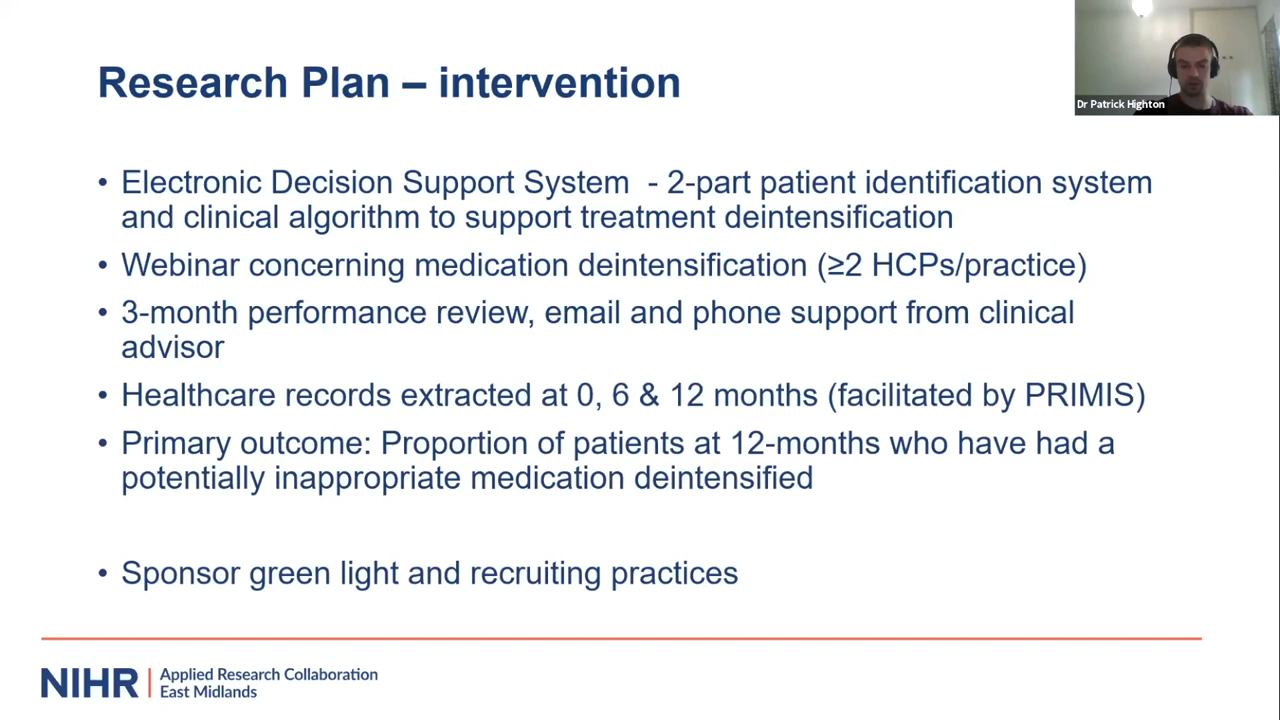 Dr Patrick Highton
Research Plan – intervention
• Electronic Decision Support System - 2-part patient identification system
and clinical algorithm to support treatment deintensification
• Webinar concerning medication deintensification (≥2 HCPs/practice)
• 3-month performance review, email and phone support from clinical
advisor
• Healthcare records extracted at 0, 6 & 12 months (facilitated by PRIMIS)
• Primary outcome: Proportion of patients at 12-months who have had a
potentially inappropriate medication deintensified
• Sponsor green light and recruiting practices
NIHR | Applied Research Collaboration
East Midlands